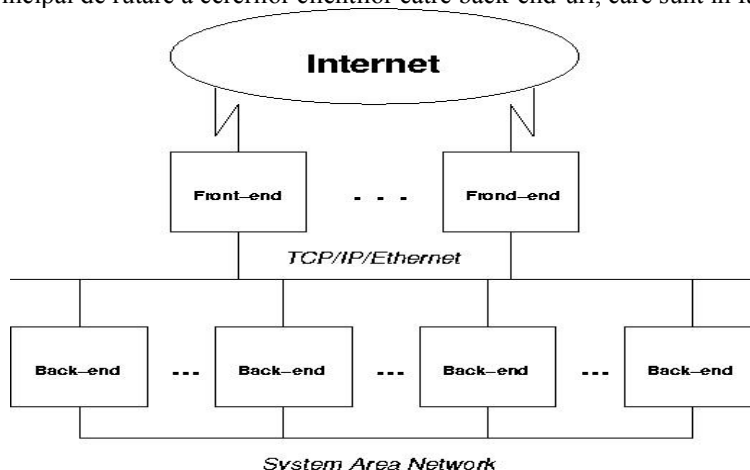 de rutare a cererilor clienților către back-end-uri, care sunt în
Internet
Front-end . . . Frond-end
TCP/IP/Ethernet
Back-end ... Back-end ... Back-end ... Back-end
System Area Network